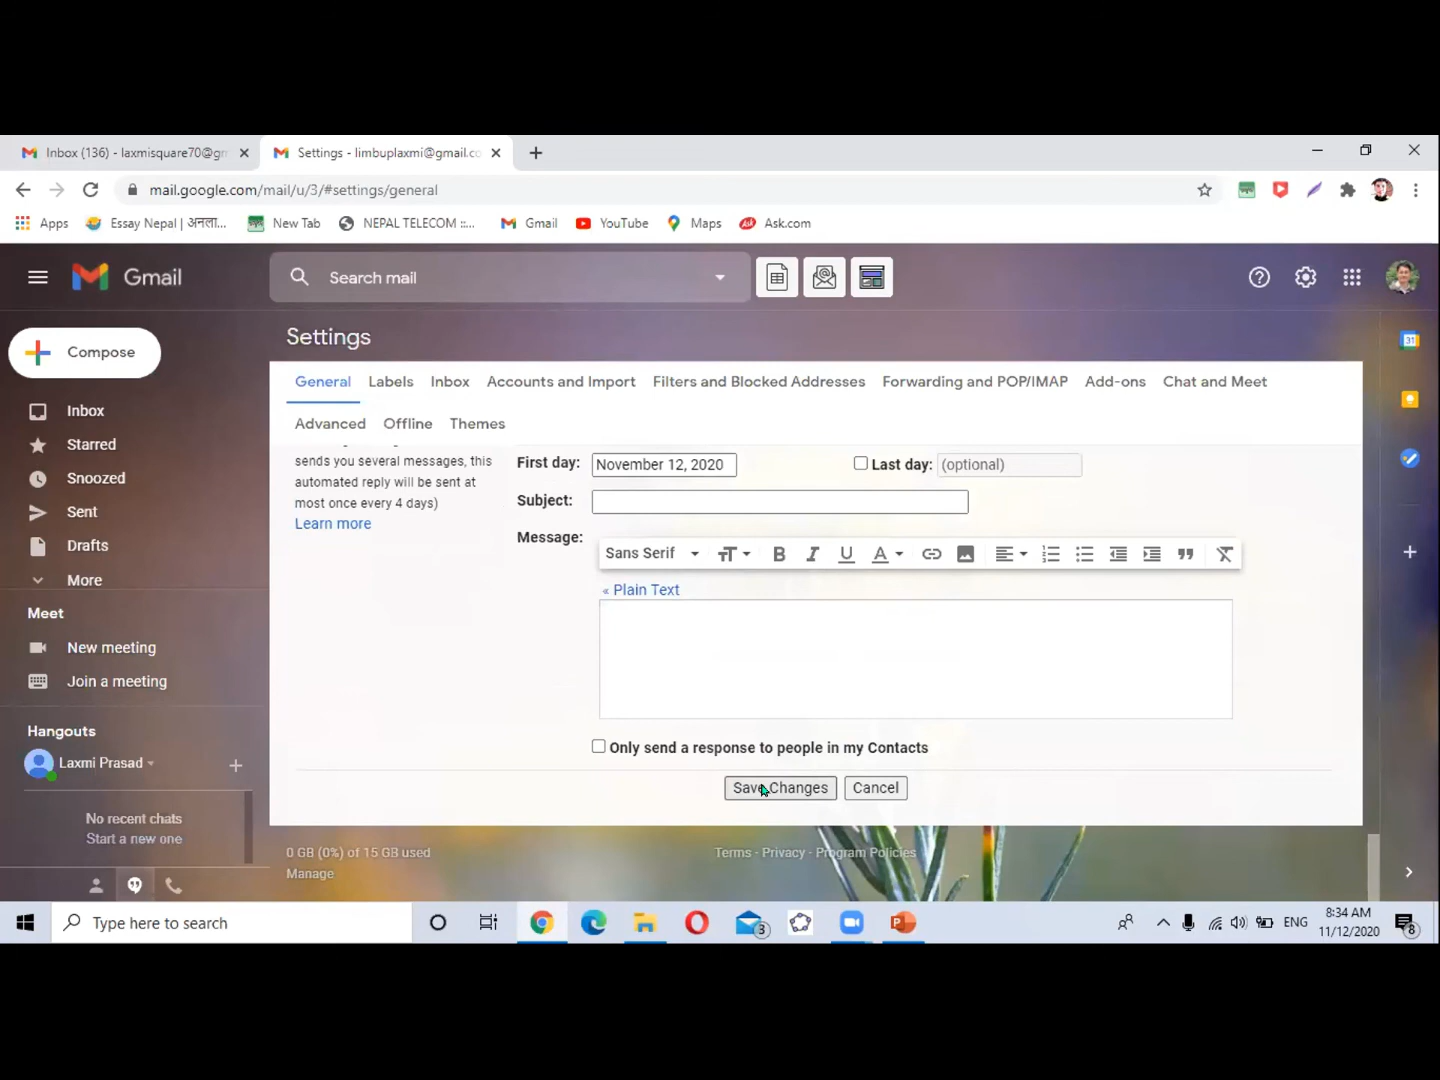 Inbox (136) - laxmisquare70@gm
Settings - limbuplaxmi@gmail.co
mail.google.com/mail/u/3/#settings/general
Apps
Essay Nepal | अनला...
New Tab
NEPAL TELECOM ::...
Gmail
YouTube
Maps
Ask.com
Gmail
Search mail
Compose
Inbox
Starred
Snoozed
Sent
Drafts
More
Meet
New meeting
Join a meeting
Hangouts
Laxmi Prasad
No recent chats
Start a new one
Settings
General Labels Inbox Accounts and Import Filters and Blocked Addresses Forwarding and POP/IMAP Add-ons Chat and Meet
Advanced Offline Themes
sends you several messages, this
automated reply will be sent at
most once every 4 days)
Learn more
First day: November 12, 2020 Last day: (optional)
Subject:
Message:
Sans Serif
« Plain Text
Only send a response to people in my Contacts
Save Changes Cancel
0 GB (0%) of 15 GB used
Manage
Terms - Privacy - Program Policies
31
Type here to search
3
ENG
8:34 AM
11/12/2020
8